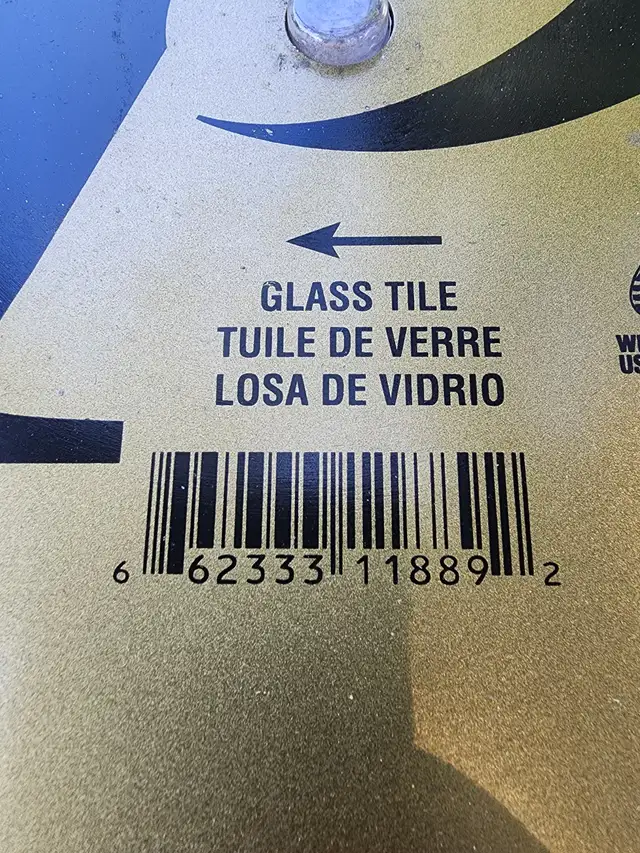 GLASS TILE
TUILE DE VERRE
LOSA DE VIDRIO
6 62333 11889 2